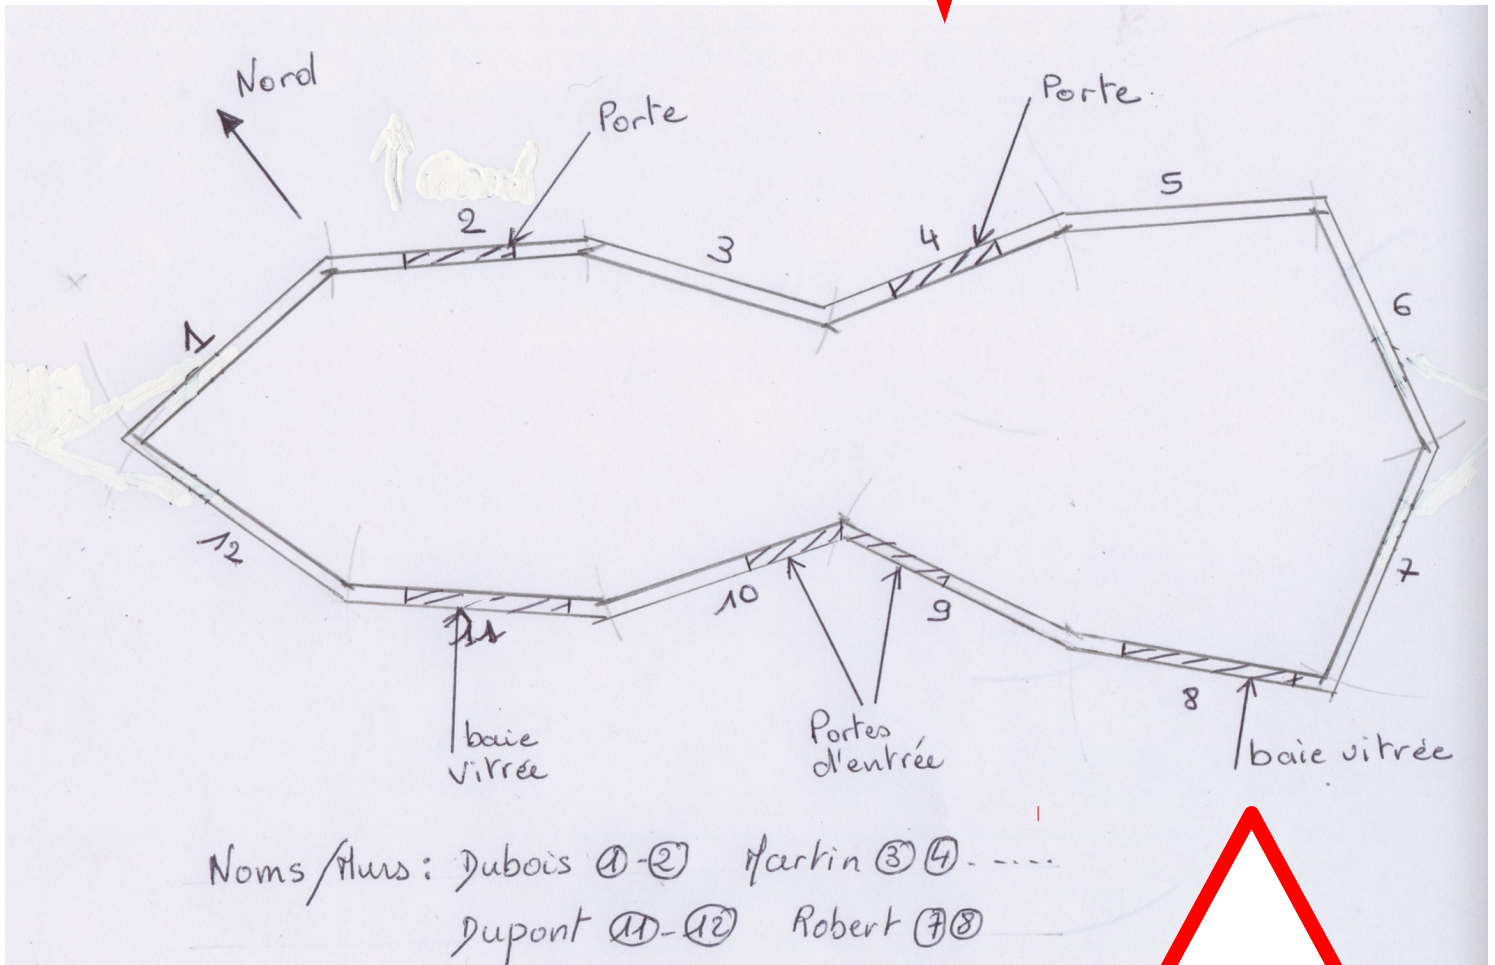 Nord
Porte
Porte.
1
2
3
4
5
6
7
8
9
10
11
12
baie
vitrée
Portes
d'entrée
baie vitrée
Noms/Murs: Dubois ①-② Martin ③④.-....
Dupont ⑪-⑫ Robert ⑦⑧